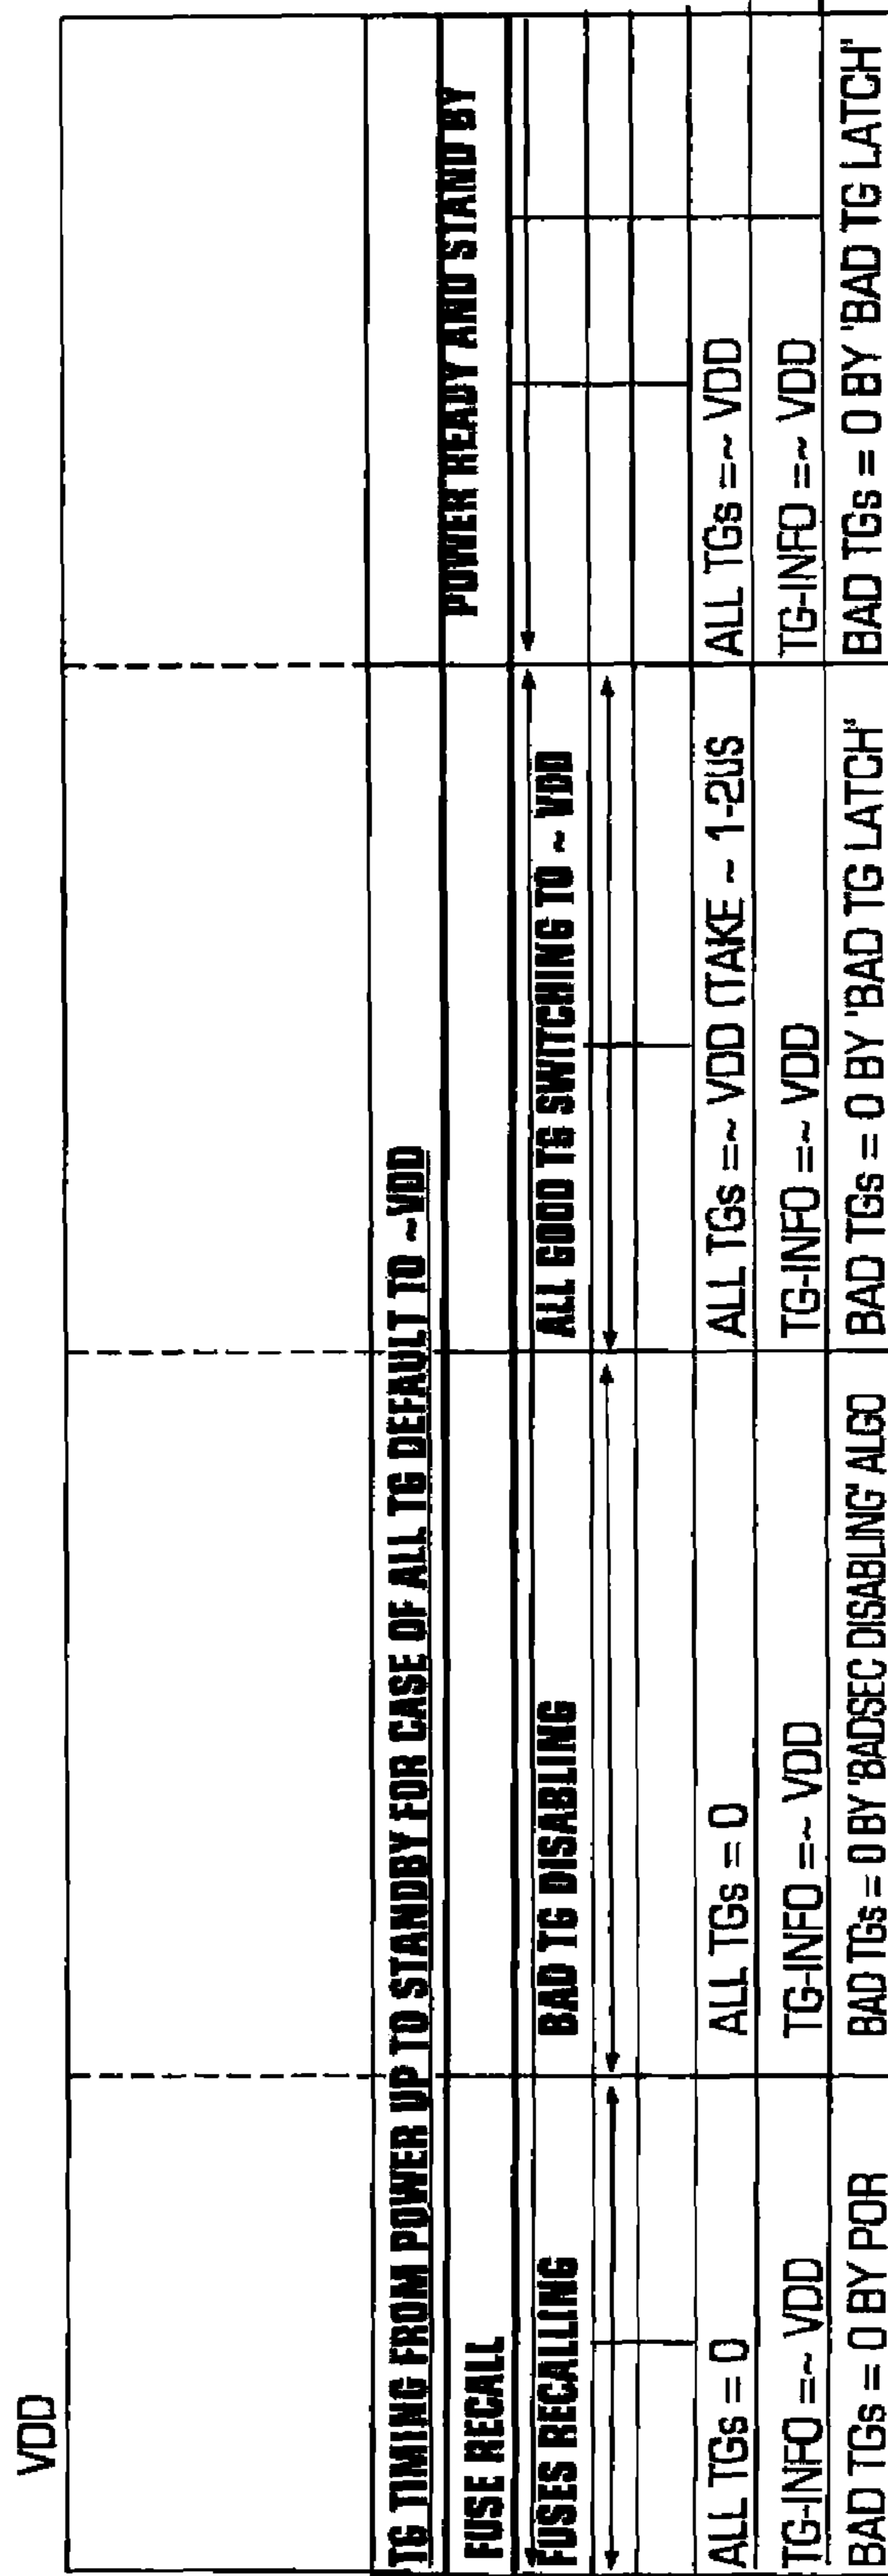 VDD
TG TIMING FROM POWER UP TO STANDBY FOR CASE OF ALL TG DEFAULT TO ~VDD
FUSE RECALL POWER READY AND STAND BY
FUSES RECALLING BAD TG DISABLING ALL GOOD TG SWITCHING TO ~ VDD
ALL TGs = 0 ALL TGs = 0 ALL TGs =~ VDD (TAKE ~ 1-2US ALL TGs =~ VDD
TG-INFO =~ VDD TG-INFO =~ VDD TG-INFO =~ VDD TG-INFO =~ VDD
BAD TGs = 0 BY POR BAD TGs = 0 BY 'BADSEC DISABLING' ALGO BAD TGs = 0 BY 'BAD TG LATCH' BAD TGs = 0 BY 'BAD TG LATCH'